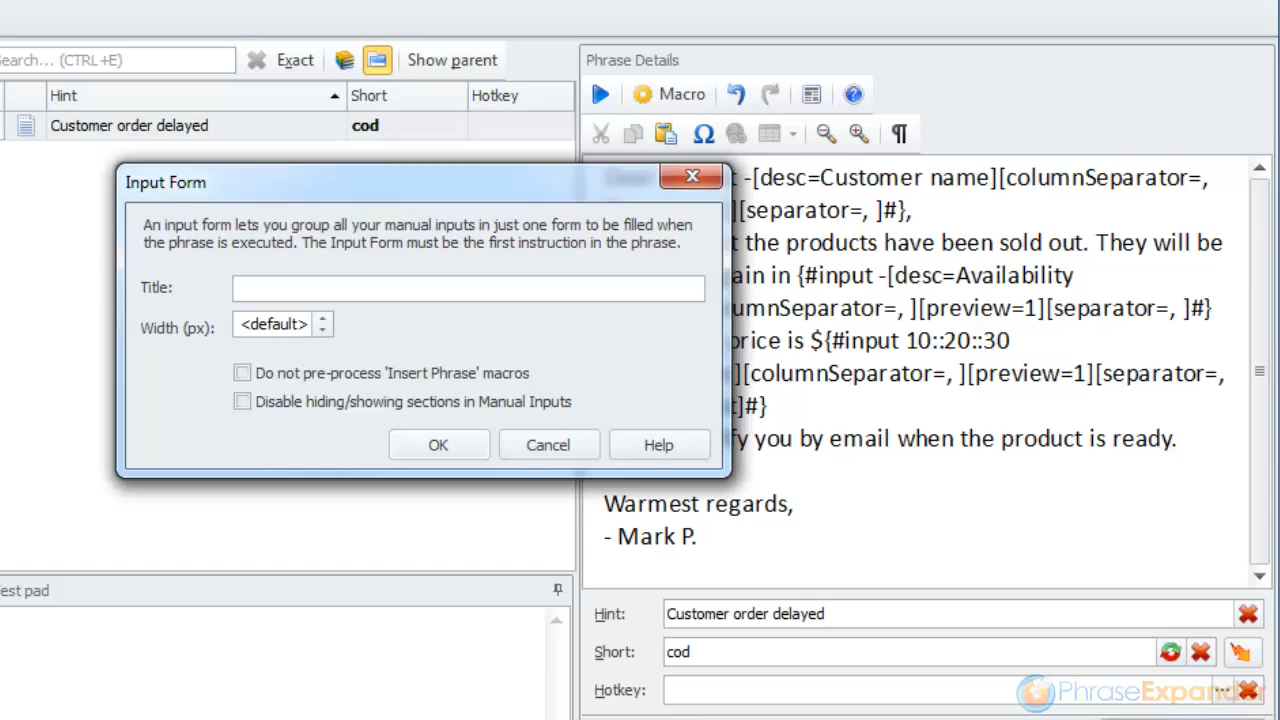 Search... (CTRL+E)
Exact
Show parent
Phrase Details
Hint
Short
Hotkey
Macro
Customer order delayed
cod
Input Form
An input form lets you group all your manual inputs in just one form to be filled when
the phrase is executed. The Input Form must be the first instruction in the phrase.
Title:
Width (px):
<default>
Do not pre-process 'Insert Phrase' macros
Disable hiding/showing sections in Manual Inputs
OK
Cancel
Help
-[desc=Customer name][columnSeparator=,
][separator=, ]#},
the products have been sold out. They will be
in {#input -[desc=Availability
][preview=1][separator=, ]#}
is ${#input 10::20::30
][columnSeparator=, ][preview=1][separator=,
]#}
you by email when the product is ready.
Warmest regards,
- Mark P.
est pad
Hint:
Customer order delayed
Short:
cod
Hotkey:
PhraseExpander